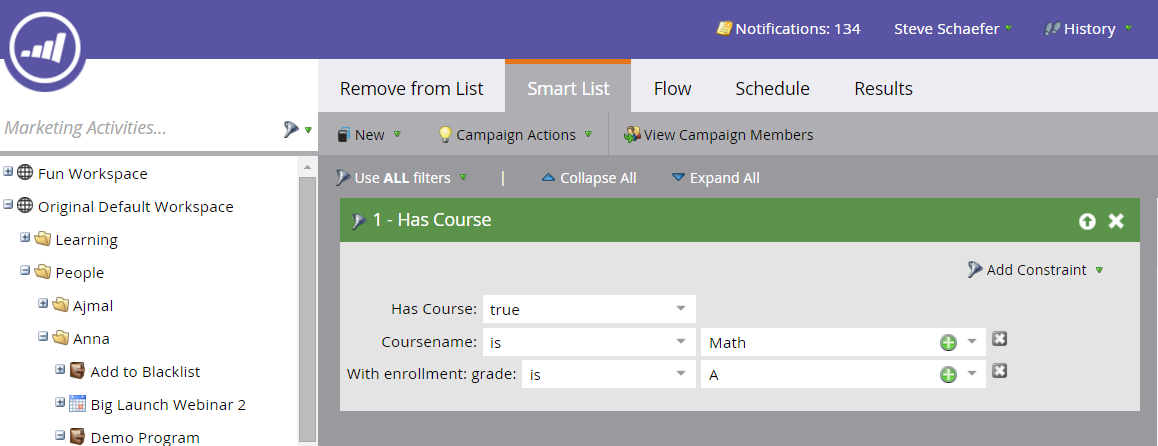 Notifications: 134 Steve Schaefer History
Marketing Activities...
Fun Workspace
Original Default Workspace
Learning
People
Ajmal
Anna
Add to Blacklist
Big Launch Webinar 2
Demo Program
Remove from List Smart List Flow Schedule Results
New Campaign Actions View Campaign Members
Use ALL filters | Collapse All Expand All
1 - Has Course
Add Constraint
Has Course: true
Coursename: is Math
With enrollment: grade: is A